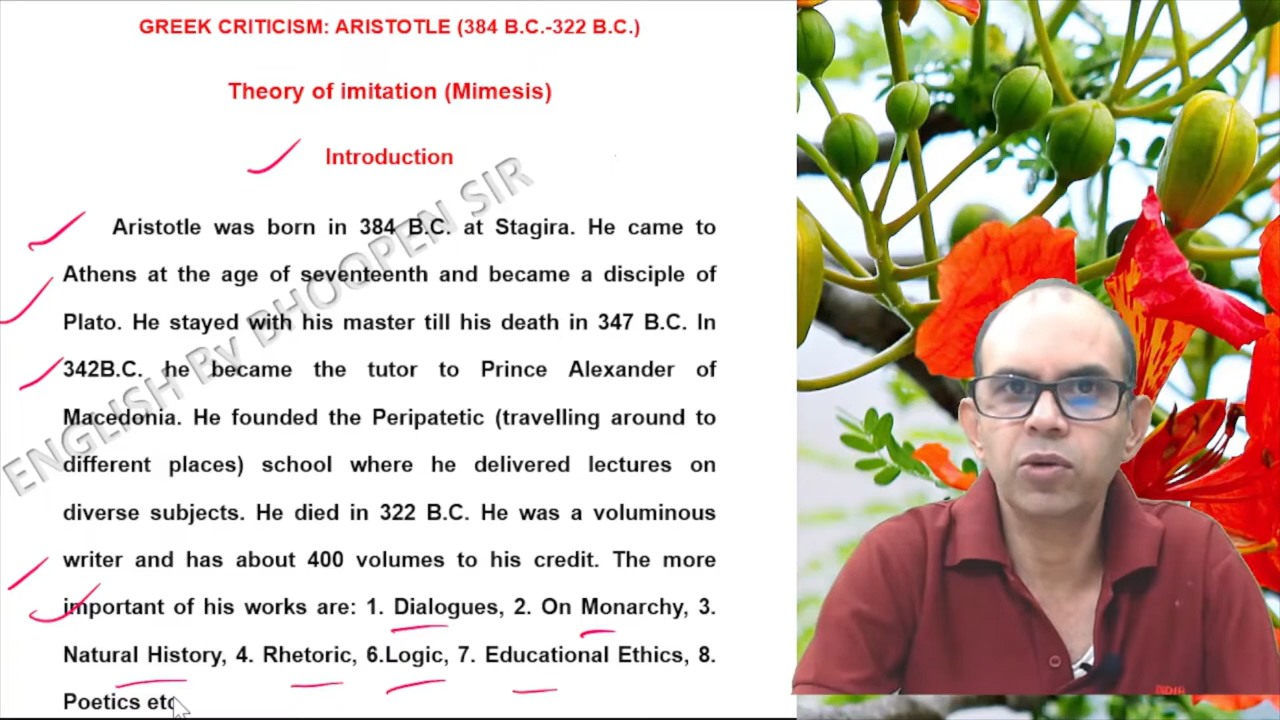 GREEK CRITICISM: ARISTOTLE (384 B.C.-322 B.C.)
Theory of imitation (Mimesis)
Introduction
Aristotle was born in 384 B.C. at Stagira. He came to
Athens at the age of seventeenth and became a disciple of
Plato. He stayed with his master till his death in 347 B.C. In
342B.C. he became the tutor to Prince Alexander of
Macedonia. He founded the Peripatetic (travelling around to
different places) school where he delivered lectures on
diverse subjects. He died in 322 B.C. He was a voluminous
writer and has about 400 volumes to his credit. The more
important of his works are: 1. Dialogues, 2. On Monarchy, 3.
Natural History, 4. Rhetoric, 6.Logic, 7. Educational Ethics, 8.
Poetics etc
ENGLISH By BHOOPEN SIR